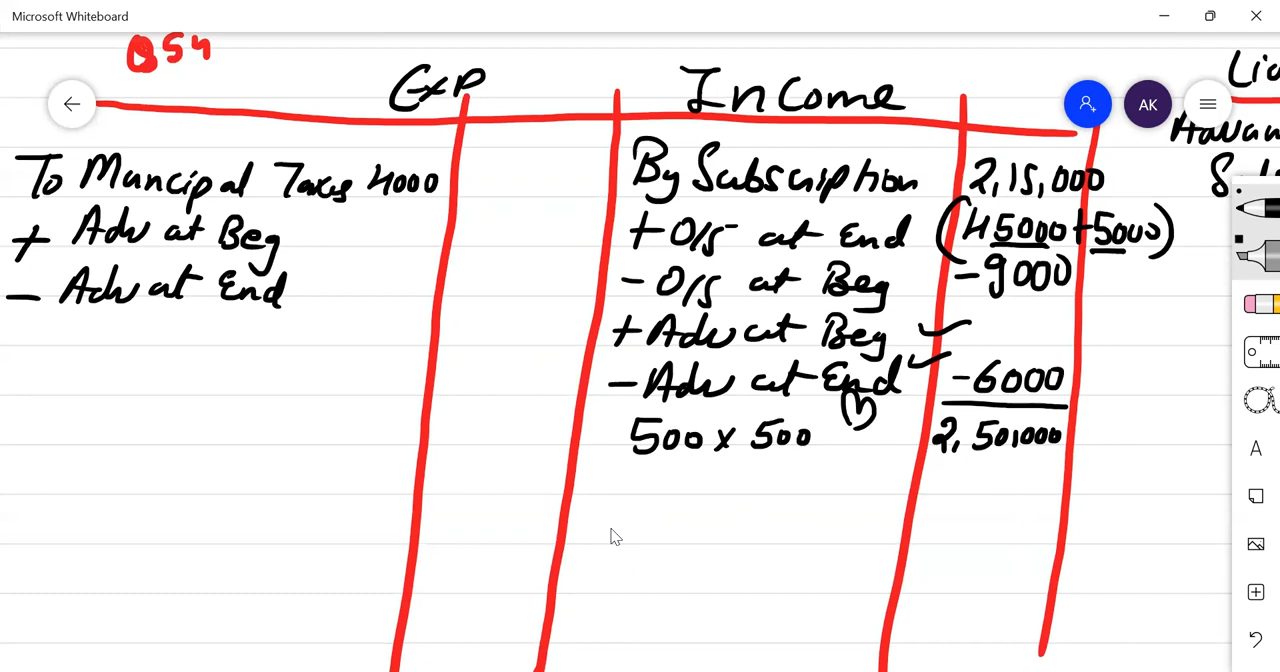 Microsoft Whiteboard
Q54
Exp
Income
Lia
AK
To Muncipal Taxes 4000
+ Adv at Beg
- Adv at End
By Subscription 2,15,000
+ O/S at End (45000+5000)
- O/S at Beg -9000
+ Adv at Beg ✓
- Adv at End ✓ -6000
500 x 500 2,50,000
Advan
A